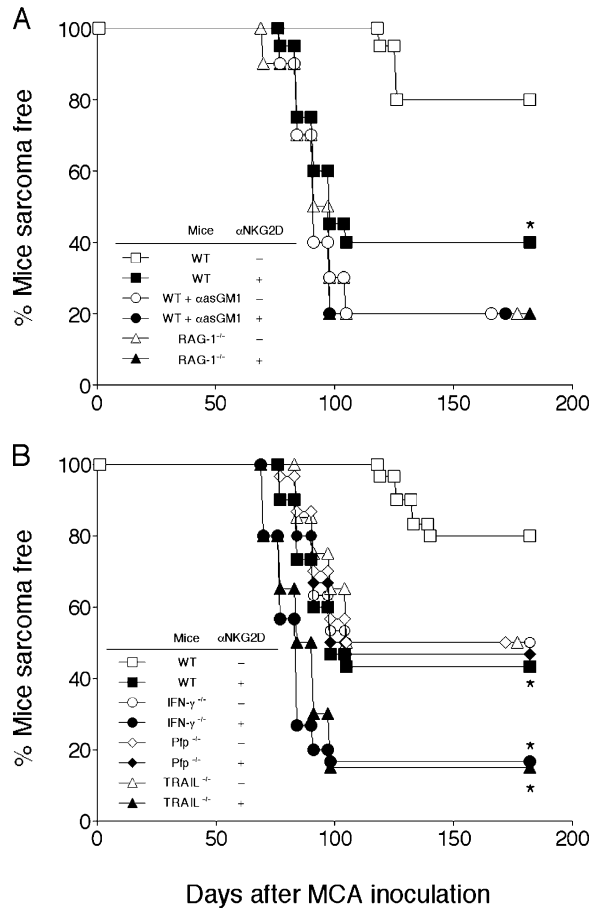 A
% Mice sarcoma free
100
80
60
40
20
0
Mice αNKG2D
WT −
WT +
WT + αasGM1 −
WT + αasGM1 +
RAG-1-/- −
RAG-1-/- +
*
0 50 100 150 200
B
% Mice sarcoma free
100
80
60
40
20
0
Mice αNKG2D
WT −
WT +
IFN-γ -/- −
IFN-γ -/- +
Pfp -/- −
Pfp -/- +
TRAIL -/- −
TRAIL -/- +
*
*
*
0 50 100 150 200
Days after MCA inoculation